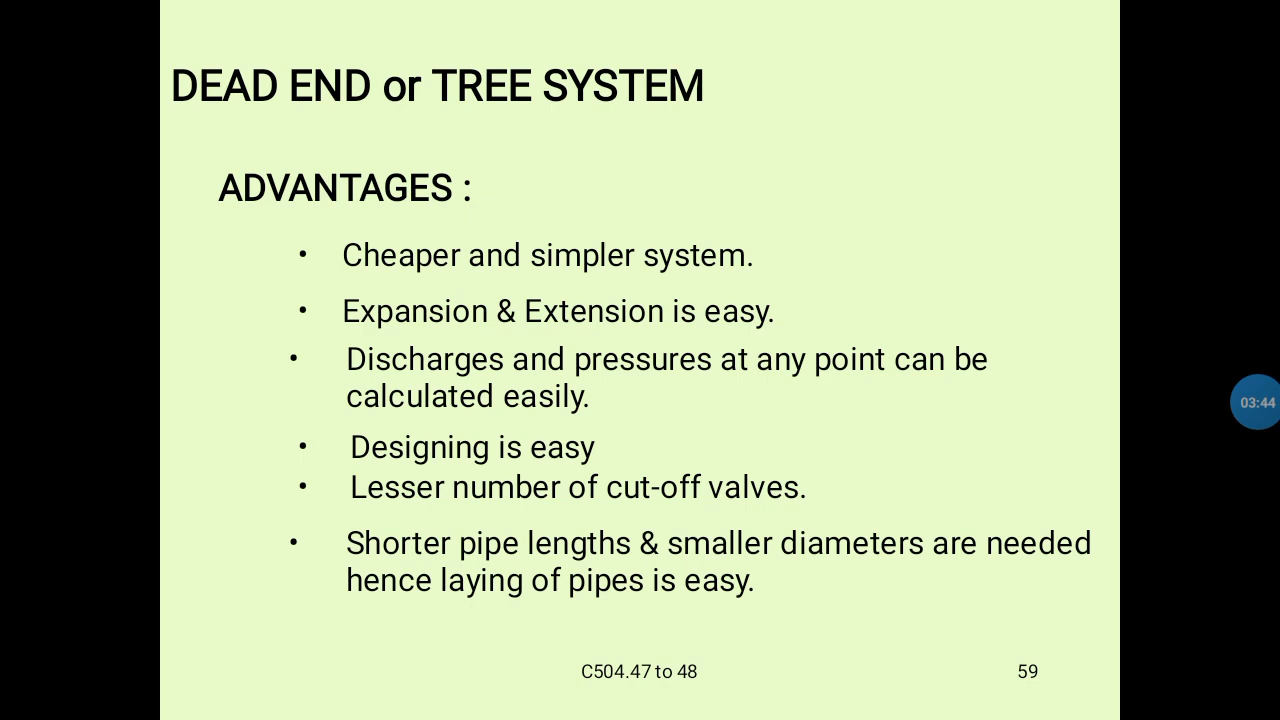 DEAD END or TREE SYSTEM
ADVANTAGES :
• Cheaper and simpler system.
• Expansion & Extension is easy.
• Discharges and pressures at any point can be
calculated easily.
• Designing is easy
• Lesser number of cut-off valves.
• Shorter pipe lengths & smaller diameters are needed
hence laying of pipes is easy.
03:44
C504.47 to 48
59